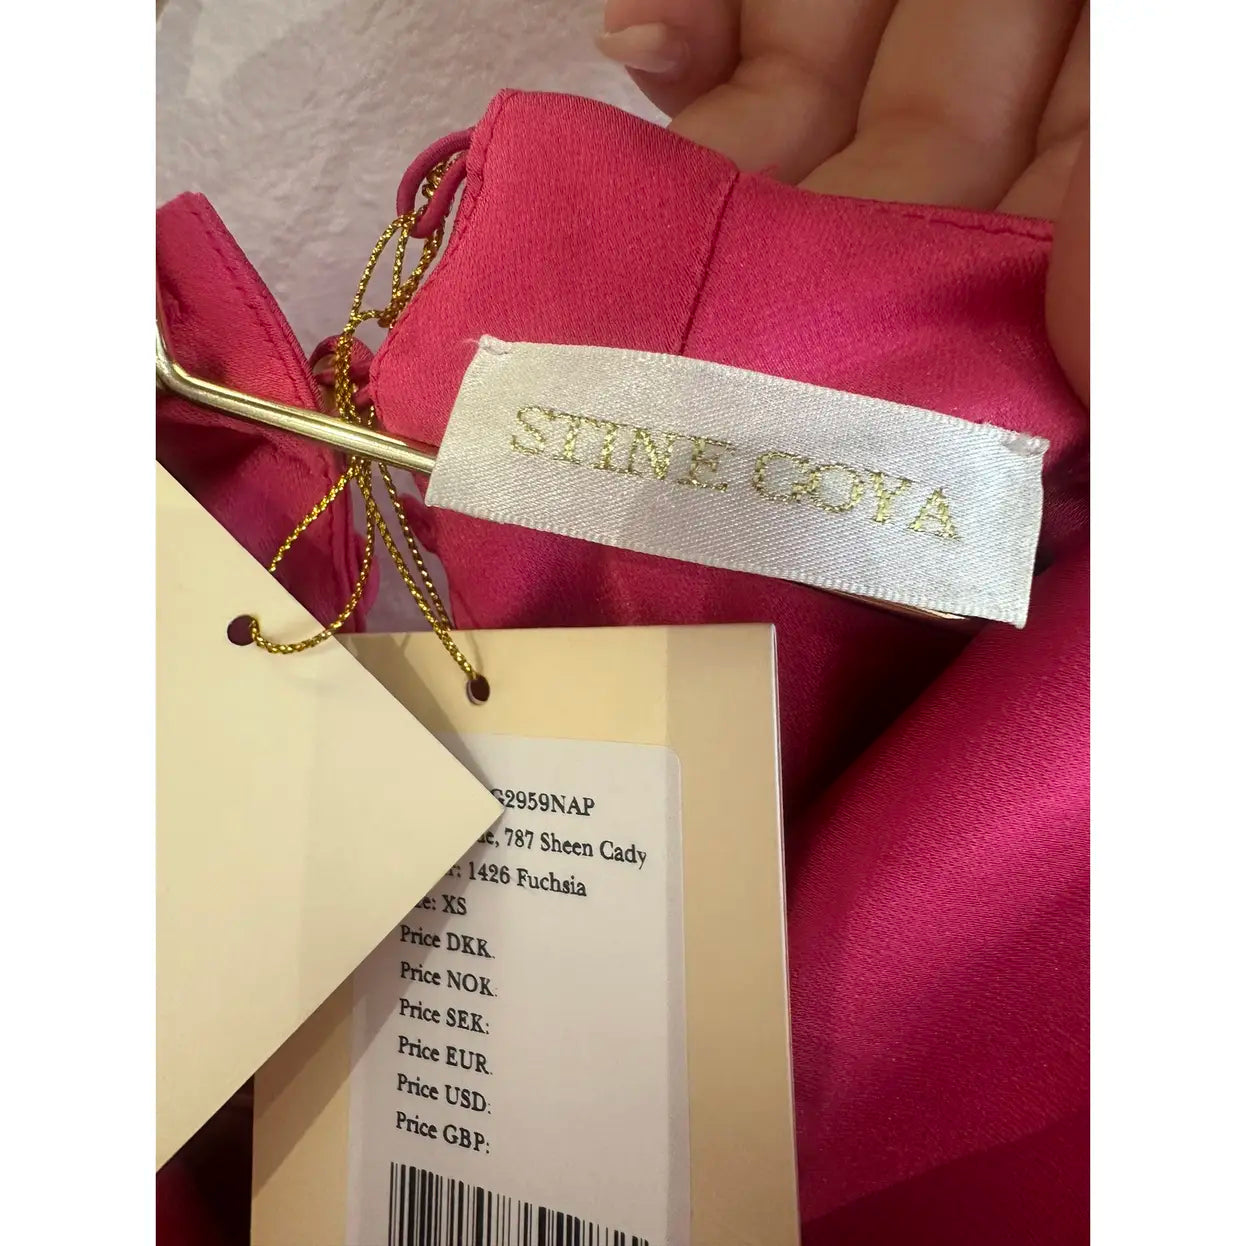 STINE GOYA
G2959NAP
787 Sheen Cady
1426 Fuchsia
XS
Price DKK:
Price NOK:
Price SEK:
Price EUR:
Price USD:
Price GBP: